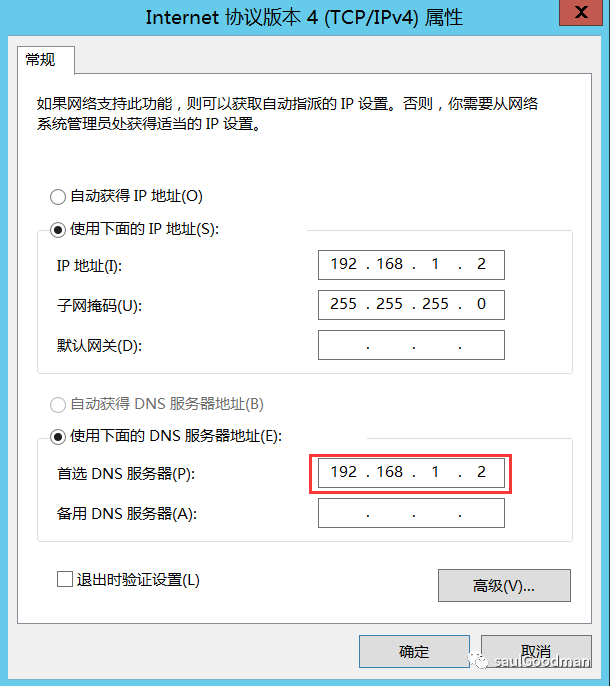 Internet 协议版本 4 (TCP/IPv4) 属性
X
常规
如果网络支持此功能，则可以获取自动指派的 IP 设置。否则，你需要从网络
系统管理员处获得适当的 IP 设置。
自动获得 IP 地址(O)
使用下面的 IP 地址(S):
IP 地址(I): 192 . 168 . 1 . 2
子网掩码(U): 255 . 255 . 255 . 0
默认网关(D): . . .
自动获得 DNS 服务器地址(B)
使用下面的 DNS 服务器地址(E):
首选 DNS 服务器(P): 192 . 168 . 1 . 2
备用 DNS 服务器(A): . . .
退出时验证设置(L)
高级(V)...
确定 取消
saulGoodman